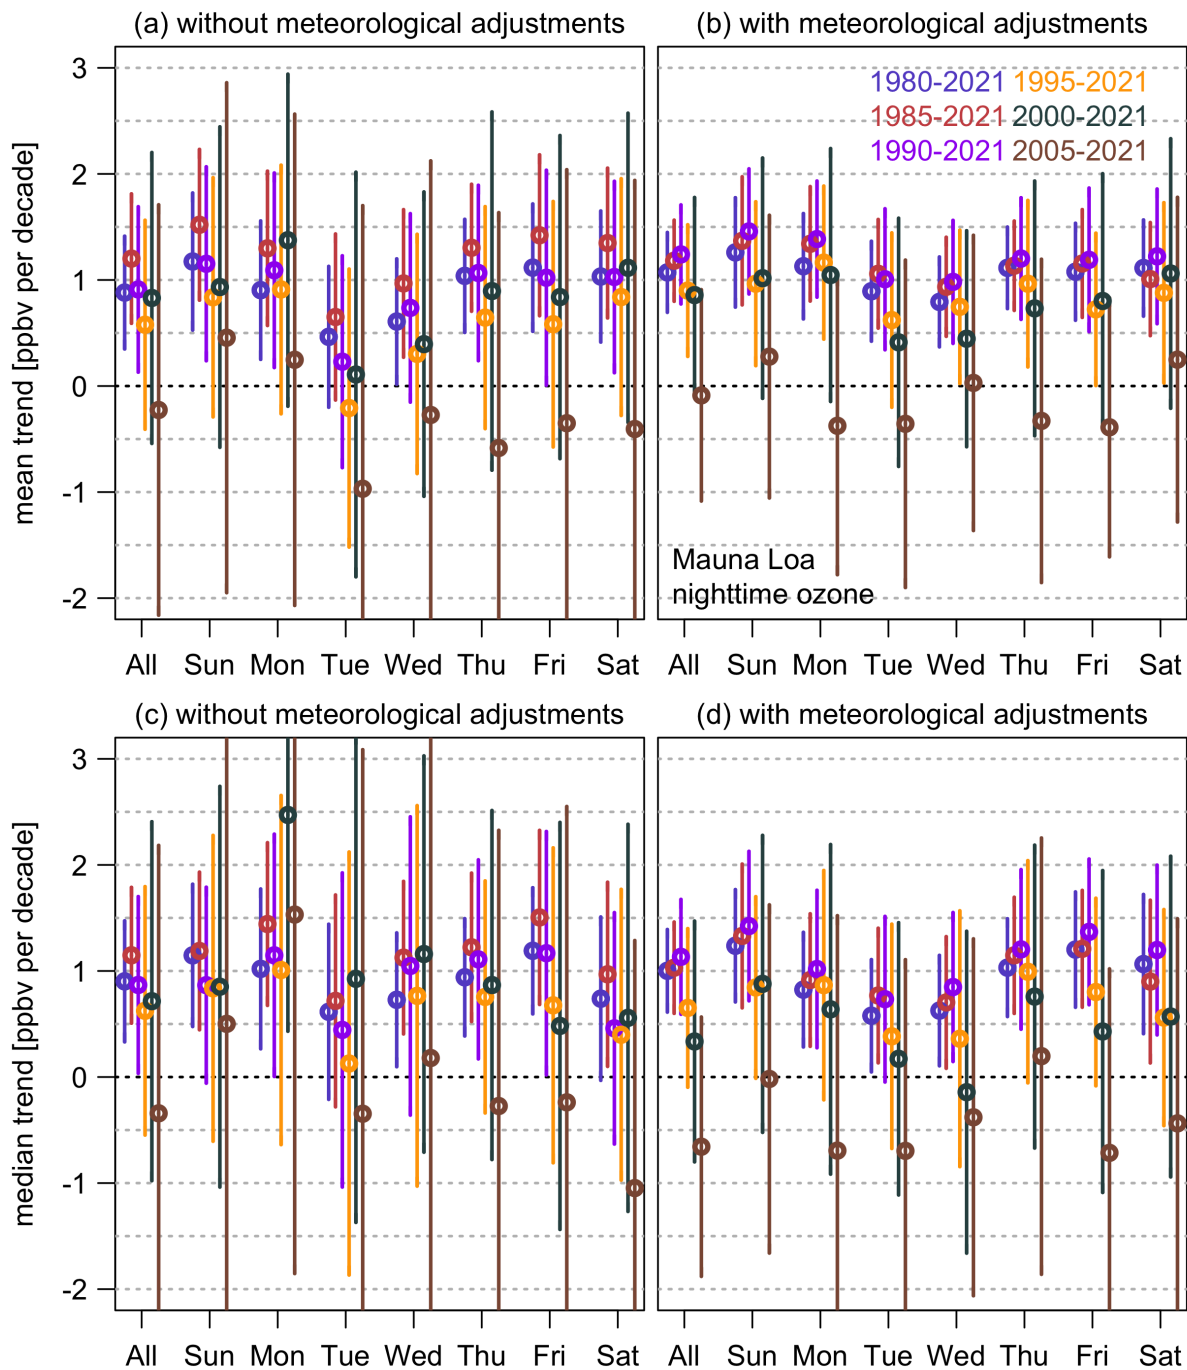 (a) without meteorological adjustments
(b) with meteorological adjustments
mean trend [ppbv per decade]
3
2
1
0
-1
-2
1980-2021 1995-2021
1985-2021 2000-2021
1990-2021 2005-2021
Mauna Loa
nighttime ozone
All Sun Mon Tue Wed Thu Fri Sat
All Sun Mon Tue Wed Thu Fri Sat
(c) without meteorological adjustments
(d) with meteorological adjustments
median trend [ppbv per decade]
3
2
1
0
-1
-2
All Sun Mon Tue Wed Thu Fri Sat
All Sun Mon Tue Wed Thu Fri Sat